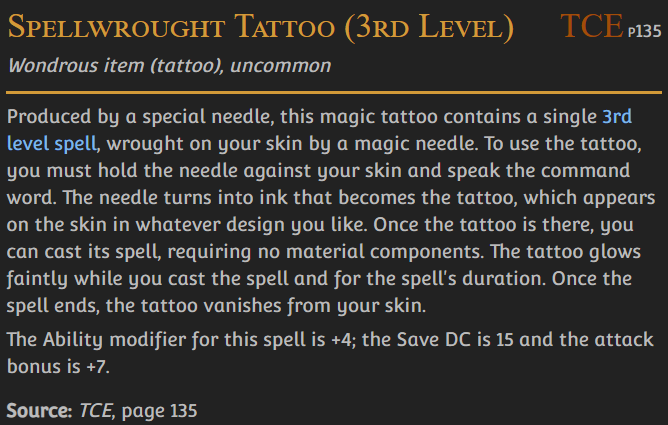 Spellwrought Tattoo (3rd Level) TCE P135
Wondrous item (tattoo), uncommon
Produced by a special needle, this magic tattoo contains a single 3rd
level spell, wrought on your skin by a magic needle. To use the tattoo,
you must hold the needle against your skin and speak the command
word. The needle turns into ink that becomes the tattoo, which appears
on the skin in whatever design you like. Once the tattoo is there, you
can cast its spell, requiring no material components. The tattoo glows
faintly while you cast the spell and for the spell's duration. Once the
spell ends, the tattoo vanishes from your skin.
The Ability modifier for this spell is +4; the Save DC is 15 and the attack
bonus is +7.
Source: TCE, page 135